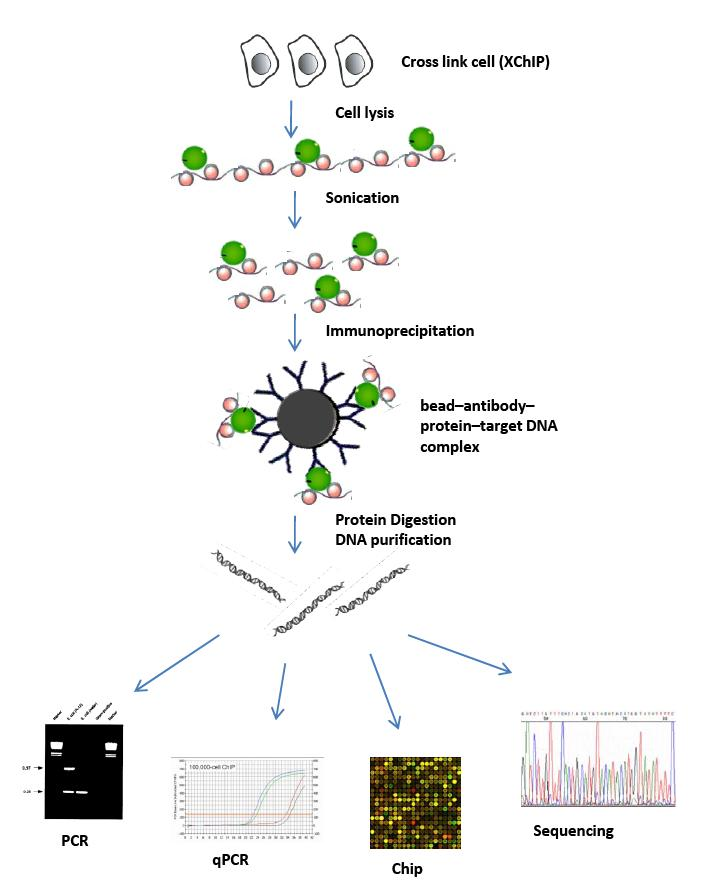 Cross link cell (XChIP)
Cell lysis
Sonication
Immunoprecipitation
bead–antibody–
protein–target DNA
complex
Protein Digestion
DNA purification
100,000-cell ChIP
PCR
qPCR
Chip
Sequencing